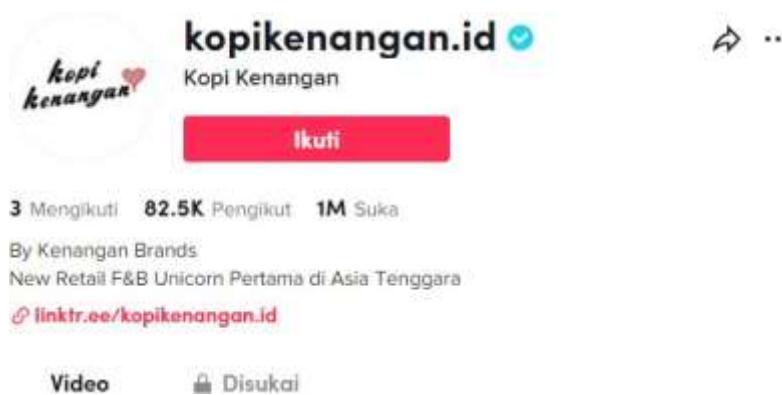 kopi
kenangan
kopikenangan.id
Kopi Kenangan
Ikuti
3 Mengikuti 82.5K Pengikut 1M Suka
By Kenangan Brands
New Retail F&B Unicorn Pertama di Asia Tenggara
linktr.ee/kopikenangan.id
Video Disukai